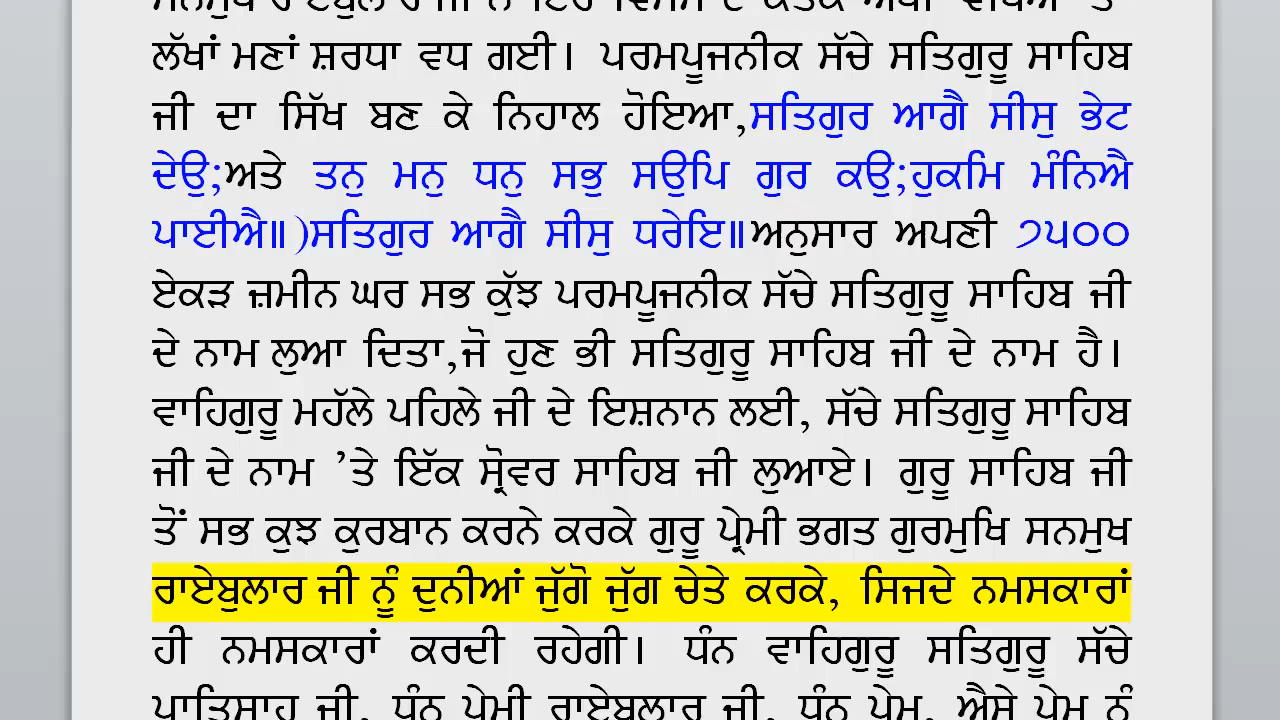 ਲੱਖਾਂ ਮਣਾਂ ਸ਼ਰਧਾ ਵਧ ਗਈ। ਪਰਮਪੂਜਨੀਕ ਸੱਚੇ ਸਤਿਗੁਰੂ ਸਾਹਿਬ
ਜੀ ਦਾ ਸਿੱਖ ਬਣ ਕੇ ਨਿਹਾਲ ਹੋਇਆ,ਸਤਿਗੁਰ ਆਗੈ ਸੀਸੁ ਭੇਟ
ਦੇਉ;ਅਤੇ ਤਨੁ ਮਨੁ ਧਨੁ ਸਭੁ ਸਉਪਿ ਗੁਰ ਕਉ;ਹੁਕਮਿ ਮੰਨਿਐ
ਪਾਈਐ॥)ਸਤਿਗੁਰ ਆਗੈ ਸੀਸੁ ਧਰੇਇ॥ਅਨੁਸਾਰ ਅਪਣੀ ੭੫੦੦
ਏਕੜ ਜ਼ਮੀਨ ਘਰ ਸਭ ਕੁੱਝ ਪਰਮਪੂਜਨੀਕ ਸੱਚੇ ਸਤਿਗੁਰੂ ਸਾਹਿਬ ਜੀ
ਦੇ ਨਾਮ ਲੁਆ ਦਿਤਾ,ਜੋ ਹੁਣ ਭੀ ਸਤਿਗੁਰੂ ਸਾਹਿਬ ਜੀ ਦੇ ਨਾਮ ਹੈ।
ਵਾਹਿਗੁਰੂ ਮਹੱਲੇ ਪਹਿਲੇ ਜੀ ਦੇ ਇਸ਼ਨਾਨ ਲਈ, ਸੱਚੇ ਸਤਿਗੁਰੂ ਸਾਹਿਬ
ਜੀ ਦੇ ਨਾਮ ’ਤੇ ਇੱਕ ਸ੍ਰੋਵਰ ਸਾਹਿਬ ਜੀ ਲੁਆਏ। ਗੁਰੂ ਸਾਹਿਬ ਜੀ
ਤੋਂ ਸਭ ਕੁਝ ਕੁਰਬਾਨ ਕਰਨੇ ਕਰਕੇ ਗੁਰੂ ਪ੍ਰੇਮੀ ਭਗਤ ਗੁਰਮੁਖਿ ਸਨਮੁਖ
ਰਾਏਬੁਲਾਰ ਜੀ ਨੂੰ ਦੁਨੀਆਂ ਜੁੱਗੋ ਜੁੱਗ ਚੇਤੇ ਕਰਕੇ, ਸਿਜਦੇ ਨਮਸਕਾਰਾਂ
ਹੀ ਨਮਸਕਾਰਾਂ ਕਰਦੀ ਰਹੇਗੀ। ਧੰਨ ਵਾਹਿਗੁਰੂ ਸਤਿਗੁਰੂ ਸੱਚੇ
ਜੀ, ਧੰਨ ਰਾਏਬੁਲਾਰ ਜੀ, ਧੰਨ ਐਸੇ